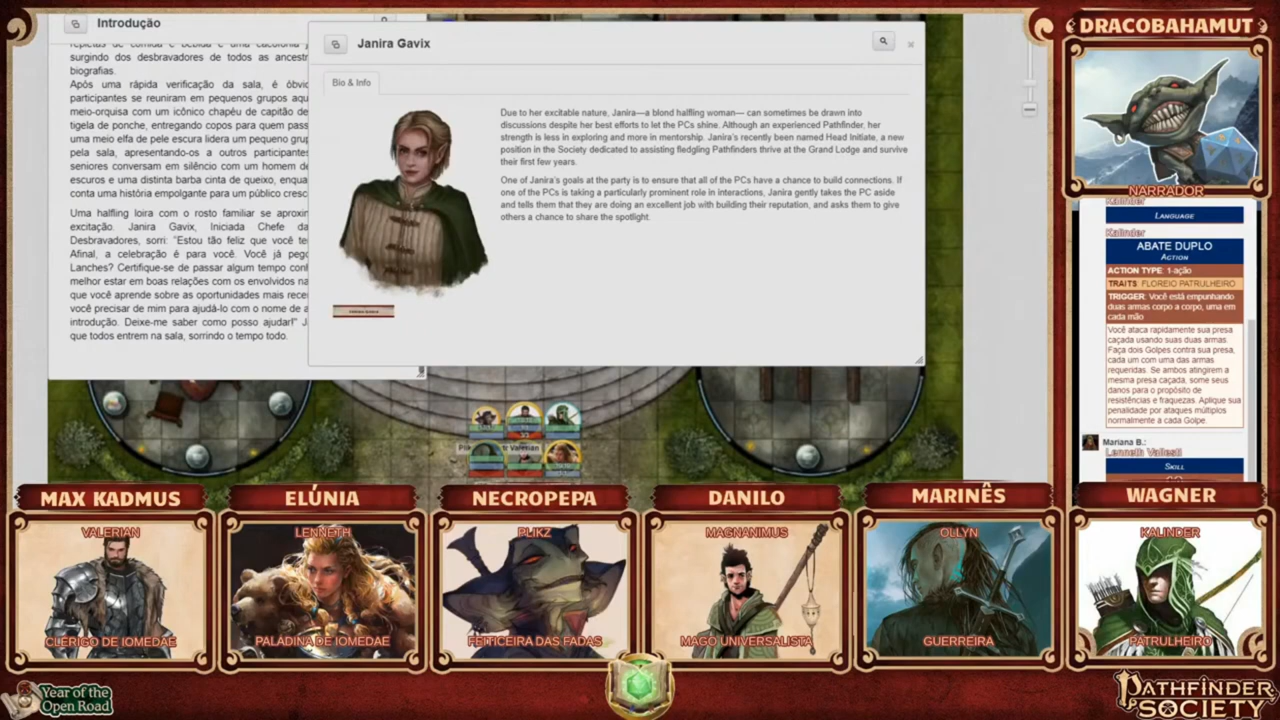 Introdução
repletas de comida e bebida e uma cacofonia
surgindo dos desbravadores de todos os ancestr
biografias.
Após uma rápida verificação da sala, é óbvio
participantes se reuniram em pequenos grupos aqu
meio-orquisa com um icônico chapéu de capitão de
tigela de ponche, entregando copos para quem pass
uma meio elfa de pele escura lidera um pequeno grup
pela sala, apresentando-os a outros participantes
seniores conversam em silêncio com um homem de
escuros e uma distinta barba cinta de queixo, enqua
conta uma história empolgante para um público cresc
Uma halfling loira com o rosto familiar se aproxim
excitação. Janira Gavix, Iniciada Chefe da
Desbravadores, sorri: "Estou tão feliz que você te
Afinal, a celebração é para você. Você já pego
Lanches? Certifique-se de passar algum tempo conh
melhor estar em boas relações com os envolvidos na
que você aprende sobre as oportunidades mais rece
você precisar de mim para ajudá-lo com o nome de a
introdução. Deixe-me saber como posso ajudar!" J
que todos entrem na sala, sorrindo o tempo todo.
Janira Gavix
Bio & Info
Due to her excitable nature, Janira—a blond halfling woman— can sometimes be drawn into
discussions despite her best efforts to let the PCs shine. Although an experienced Pathfinder, her
strength is less in exploring and more in mentorship. Janira's recently been named Head Initiate, a new
position in the Society dedicated to assisting fledgling Pathfinders thrive at the Grand Lodge and survive
their first few years.
One of Janira's goals at the party is to ensure that all of the PCs have a chance to build connections. If
one of the PCs is taking a particularly prominent role in interactions, Janira gently takes the PC aside
and tells them that they are doing an excellent job with building their reputation, and asks them to give
others a chance to share the spotlight.
DRACOBAHAMUT
NARRADOR
Kalinder
LANGUAGE
Kalinder
ABATE DUPLO
ACTION
ACTION TYPE: 1-ação
TRAITS: FLOREIO PATRULHEIRO
TRIGGER: Você está empunhando
duas armas corpo a corpo, uma em
cada mão
Você ataca rapidamente sua presa
caçada usando suas duas armas.
Faça dois Golpes contra sua presa,
cada um com uma das armas
requeridas. Se ambos atingirem a
mesma presa caçada, some seus
danos para o propósito de
resistências e fraquezas. Aplique sua
penalidade por ataques múltiplos
normalmente a cada Golpe.
Mariana B.:
Lenneth Vallesti
SKILL
MAX KADMUS
VALERIAN
CLÉRIGO DE IOMEDAE
ELÚNIA
LENNETH
PALADINA DE IOMEDAE
NECROPEPA
PLIKZ
FEITICEIRA DAS FADAS
DANILO
MAGNANIMUS
MAGO UNIVERSALISTA
MARINÊS
OLLYN
GUERREIRA
WAGNER
KALINDER
PATRULHEIRO
Year of the
Open Road
PATHFINDER
SOCIETY